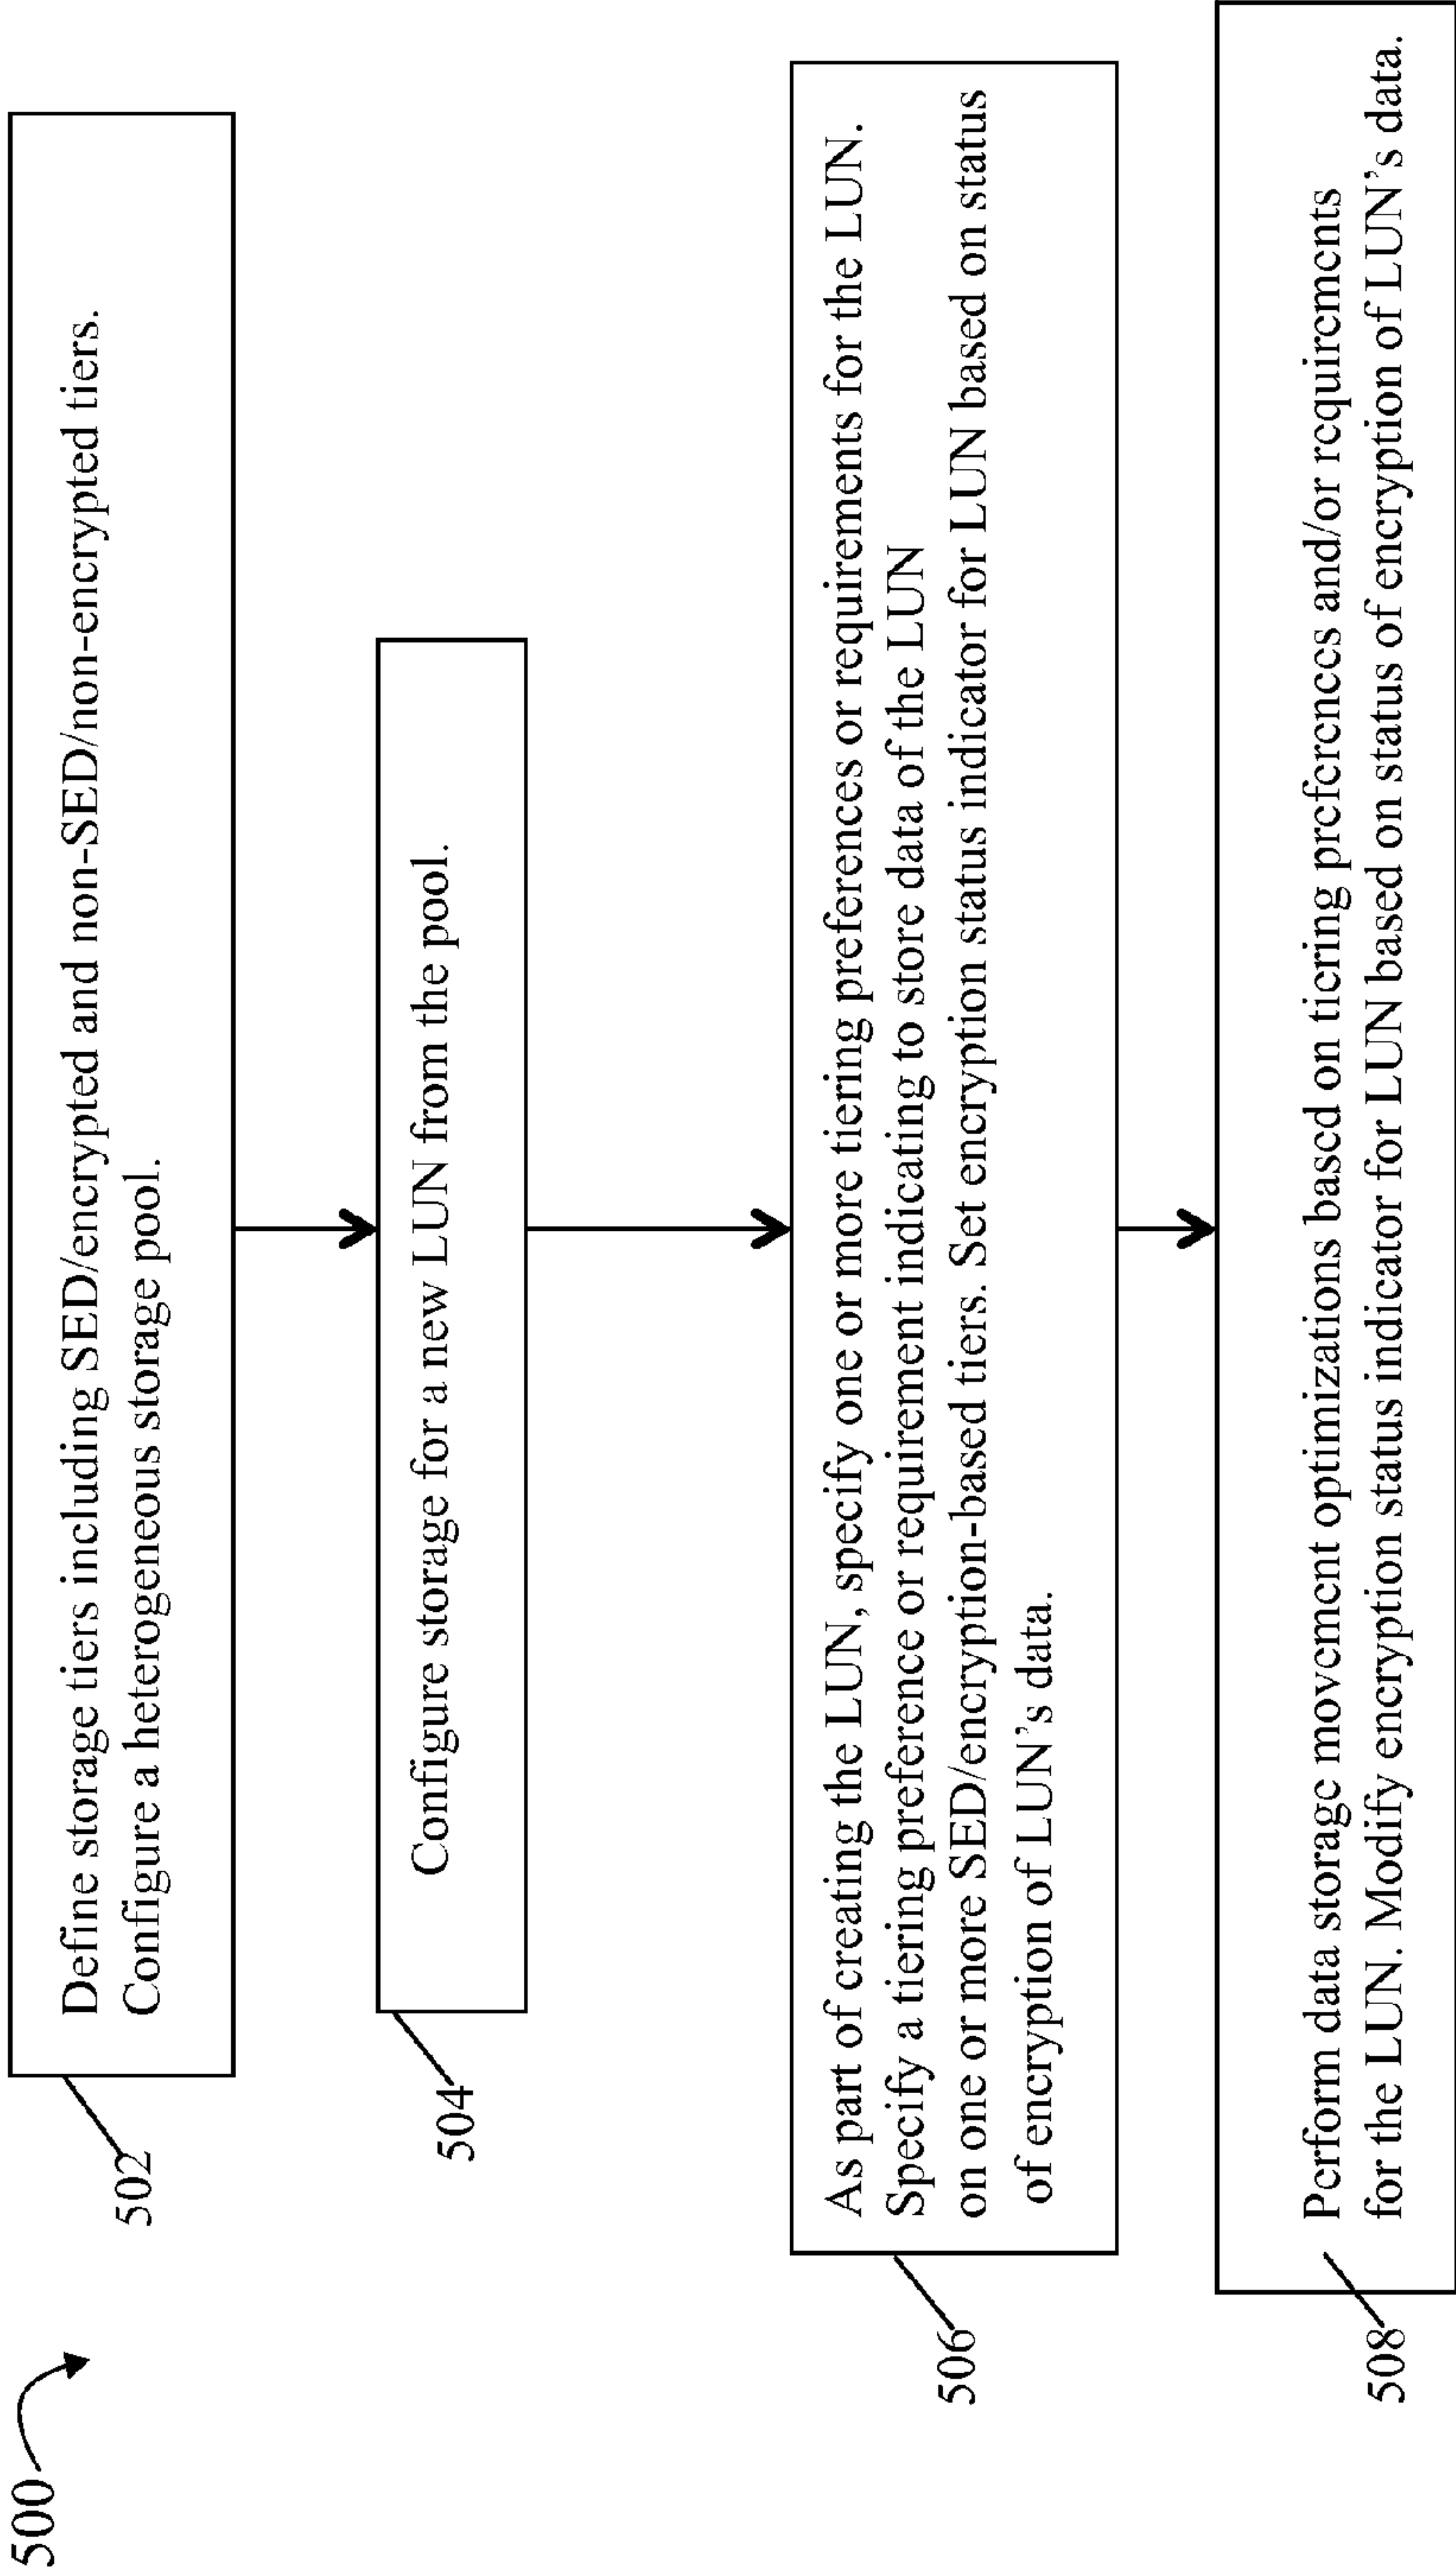 500
502
Define storage tiers including SED/encrypted and non-SED/non-encrypted tiers.
Configure a heterogeneous storage pool.
504
Configure storage for a new LUN from the pool.
506
As part of creating the LUN, specify one or more tiering preferences or requirements for the LUN.
Specify a tiering preference or requirement indicating to store data of the LUN
on one or more SED/encryption-based tiers. Set encryption status indicator for LUN based on status
of encryption of LUN's data.
508
Perform data storage movement optimizations based on tiering preferences and/or requirements
for the LUN. Modify encryption status indicator for LUN based on status of encryption of LUN's data.